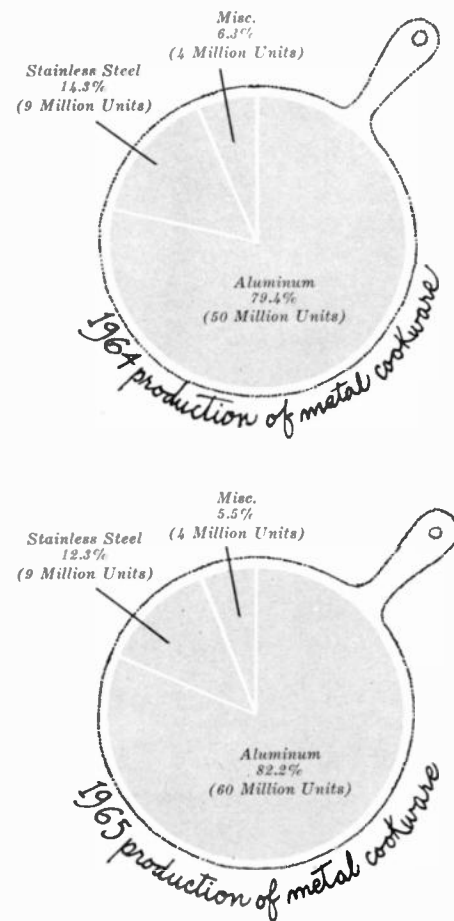 Misc.
6.3%
(4 Million Units)
Stainless Steel
14.3%
(9 Million Units)
Aluminum
79.4%
(50 Million Units)
1964 production of metal cookware
Misc.
5.5%
(4 Million Units)
Stainless Steel
12.3%
(9 Million Units)
Aluminum
82.2%
(60 Million Units)
1965 production of metal cookware